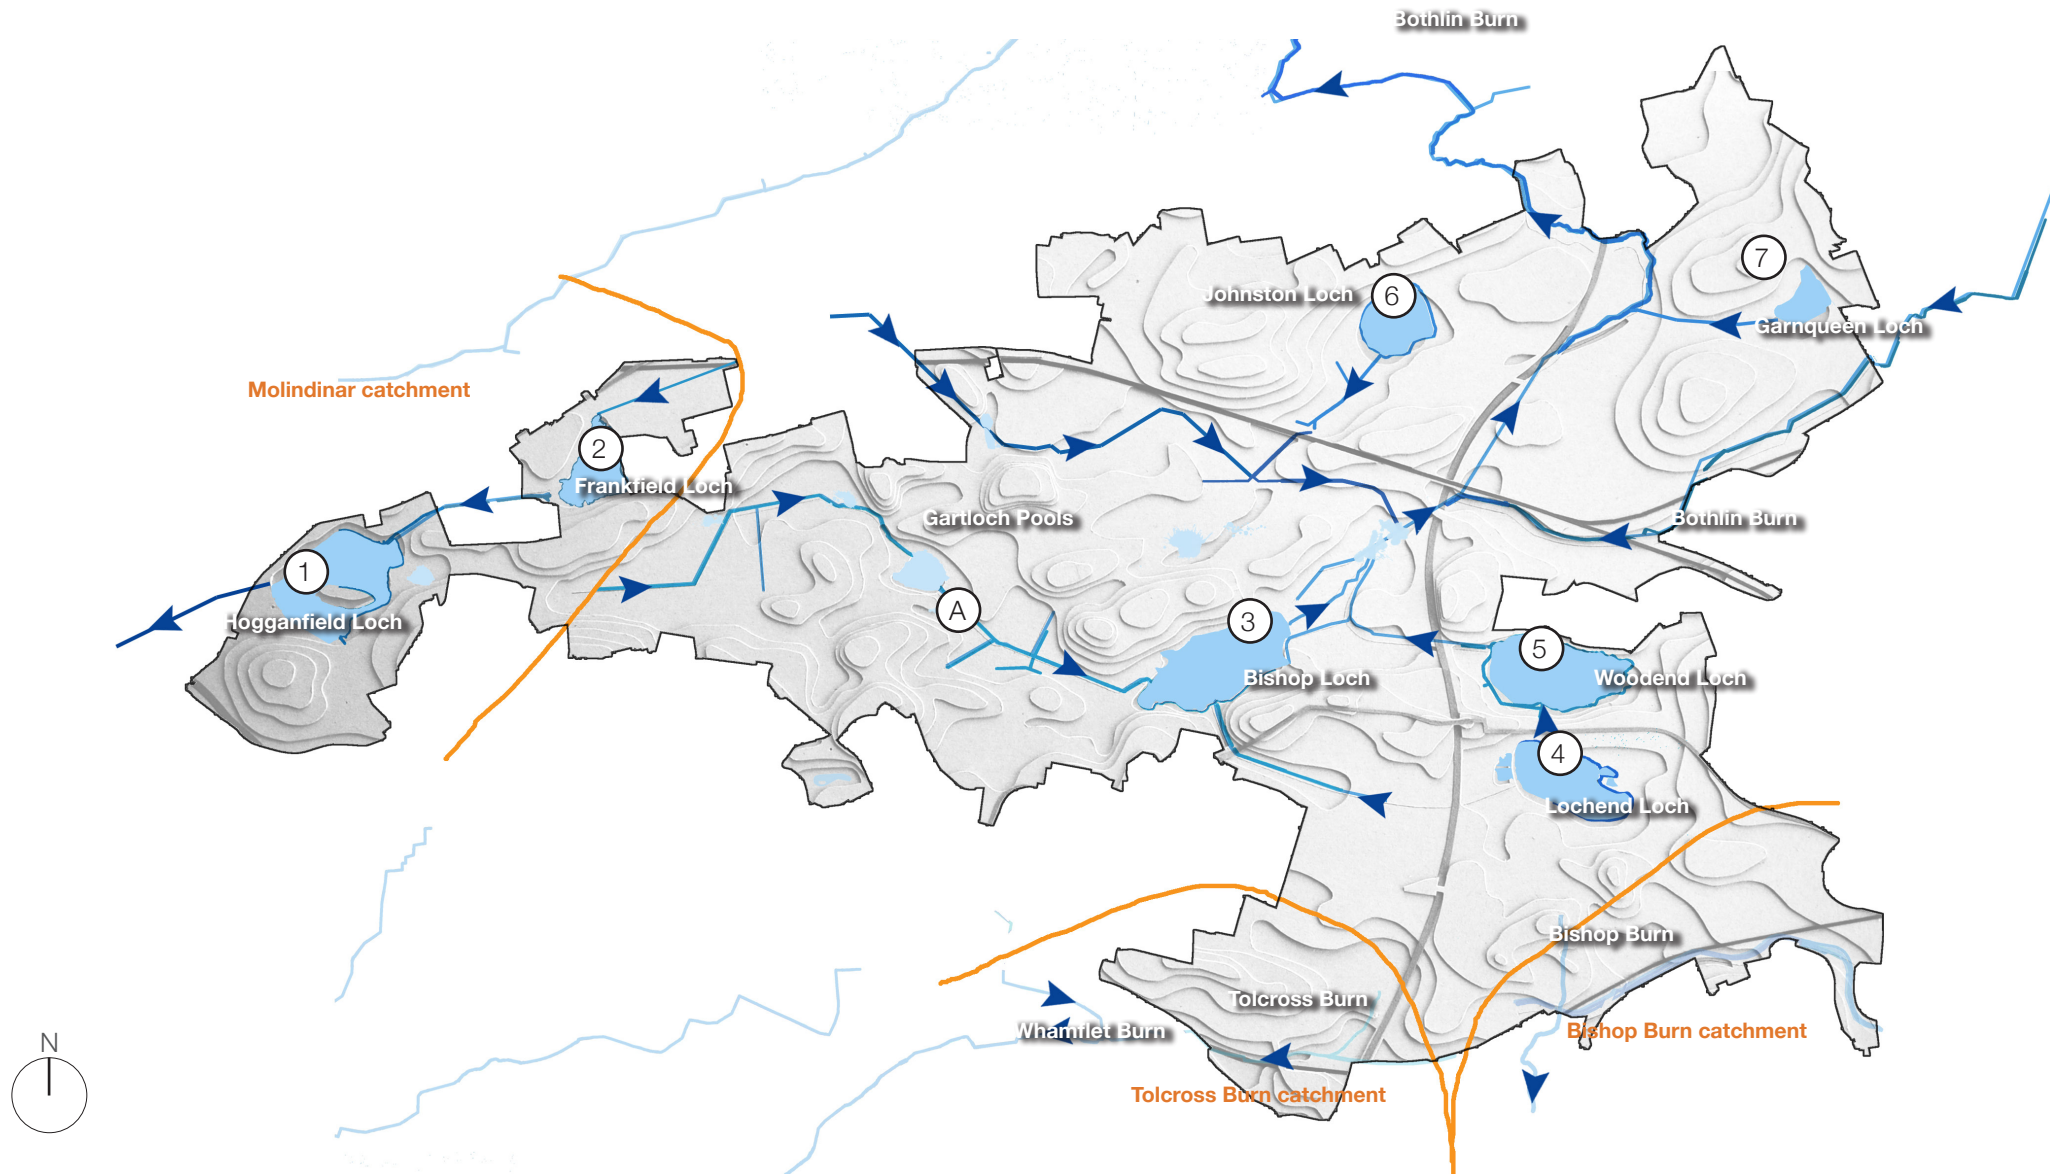 Bothlin Burn
7
Johnston Loch
6
Garnqueen Loch
Molindinar catchment
2
Frankfield Loch
Gartloch Pools
Bothlin Burn
1
Hogganfield Loch
A
3
Bishop Loch
5
Woodend Loch
4
Lochend Loch
Bishop Burn
Tolcross Burn
Whamflet Burn
Bishop Burn catchment
N
Tolcross Burn catchment